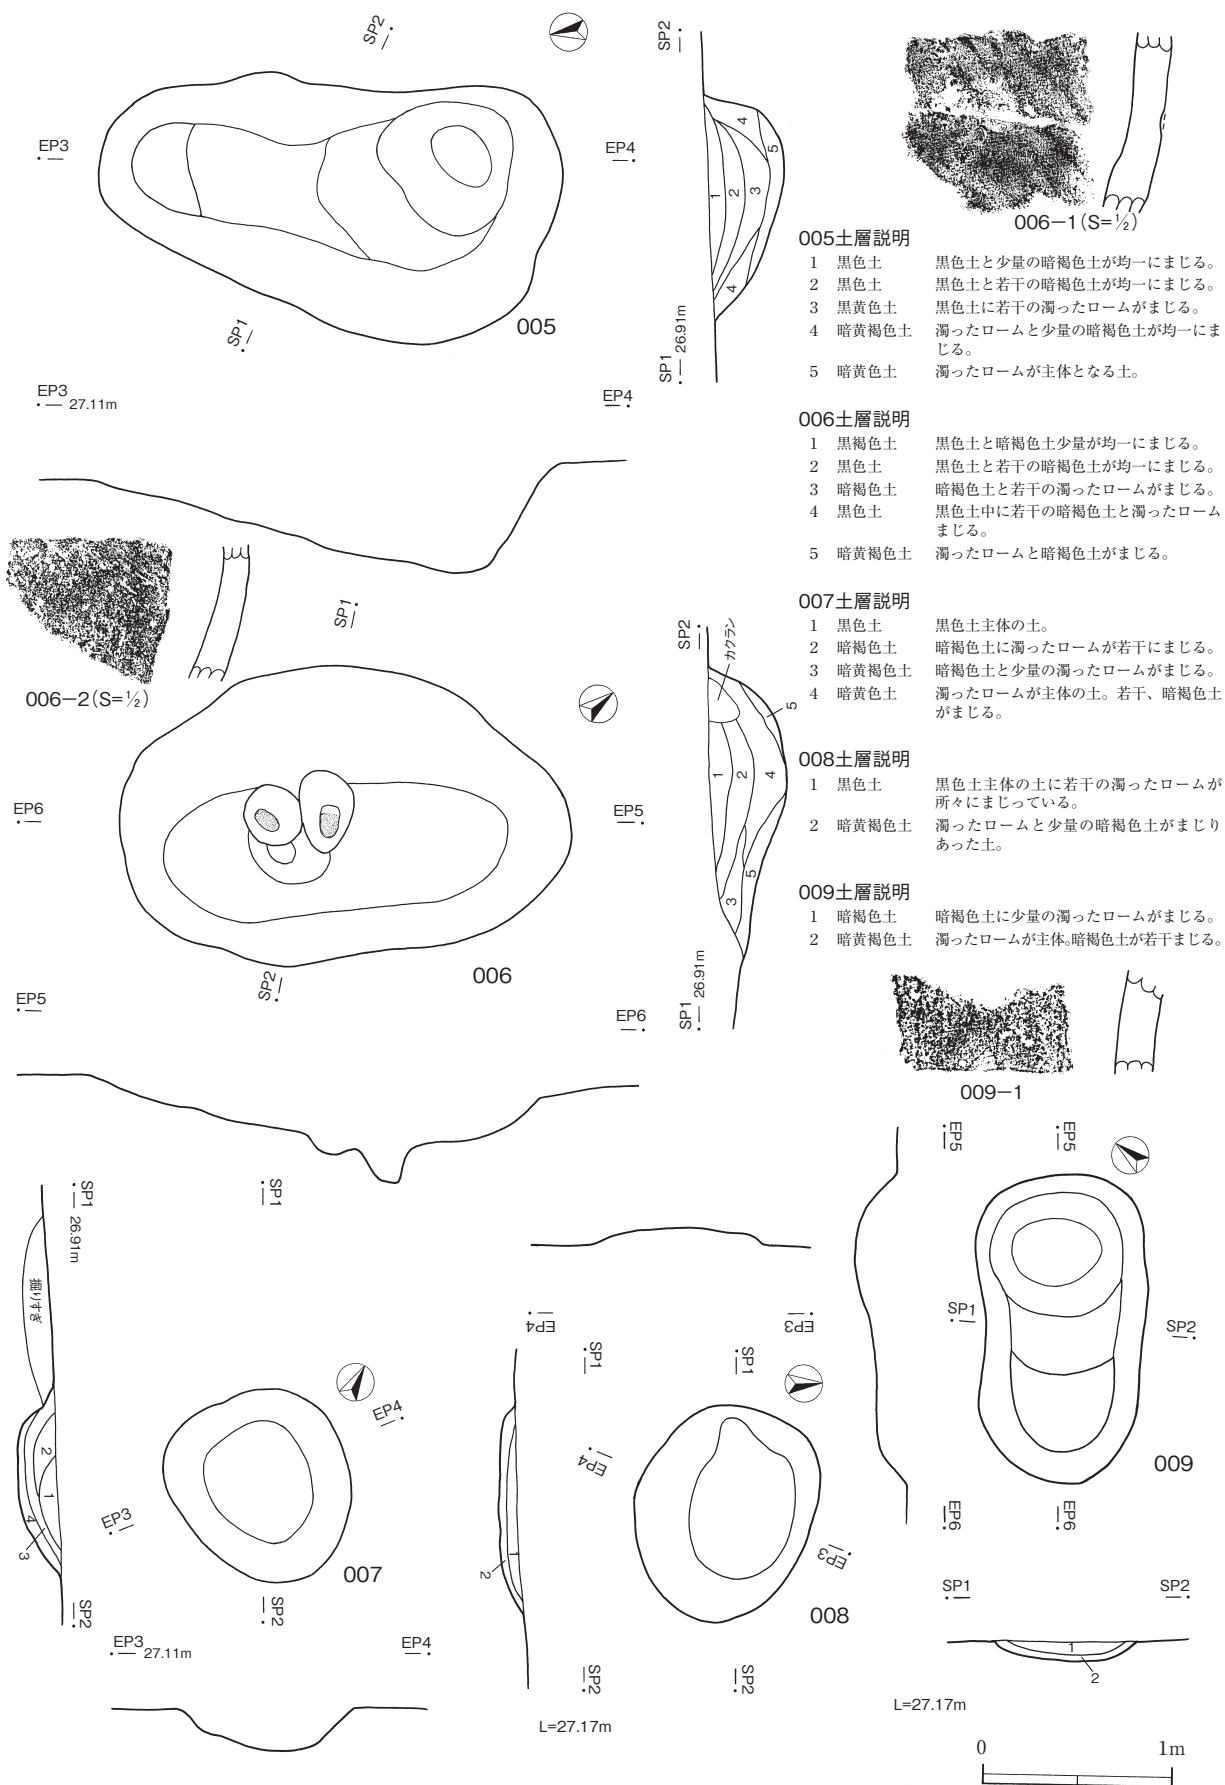 SP2
EP3
EP4
SP1
005
EP3
27.11m
EP4
SP2
4
5
1
2
3
4
SP1 26.91m
006-1(S=½)
005土層説明
1 黒色土 黒色土と少量の暗褐色土が均一にまじる。
2 黒色土 黒色土と若干の暗褐色土が均一にまじる。
3 黒黄色土 黒色土に若干の濁ったロームがまじる。
4 暗黄褐色土 濁ったロームと少量の暗褐色土が均一にま
じる。
5 暗黄色土 濁ったロームが主体となる土。
006土層説明
1 黒褐色土 黒色土と暗褐色土少量が均一にまじる。
2 黒色土 黒色土と若干の暗褐色土が均一にまじる。
3 暗褐色土 暗褐色土と若干の濁ったロームがまじる。
4 黒色土 黒色土中に若干の暗褐色土と濁ったローム
まじる。
5 暗黄褐色土 濁ったロームと暗褐色土がまじる。
007土層説明
1 黒色土 黒色土主体の土。
2 暗褐色土 暗褐色土に濁ったロームが若干にまじる。
3 暗黄褐色土 暗褐色土と少量の濁ったロームがまじる。
4 暗黄色土 濁ったロームが主体の土。若干、暗褐色土
がまじる。
008土層説明
1 黒色土 黒色土主体の土に若干の濁ったロームが
所々にまじっている。
2 暗黄褐色土 濁ったロームと少量の暗褐色土がまじり
あった土。
009土層説明
1 暗褐色土 暗褐色土に少量の濁ったロームがまじる。
2 暗黄褐色土 濁ったロームが主体。暗褐色土が若干まじる。
006-2(S=½)
SP1
EP6
EP5
SP2
006
EP5
EP6
SP2
カクラン
5
1
2
4
5
3
SP1 26.91m
009-1
SP1
26.91m
掘りすぎ
2
1
4
3
SP2
SP1
EP4
EP3
007
SP2
EP3
27.11m
EP4
EP4
EP3
SP1
SP1
EP4
1
2
EP3
008
SP2
SP2
L=27.17m
EP5
EP5
SP1
SP2
009
EP6
EP6
SP1
SP2
1
2
L=27.17m
0 1m